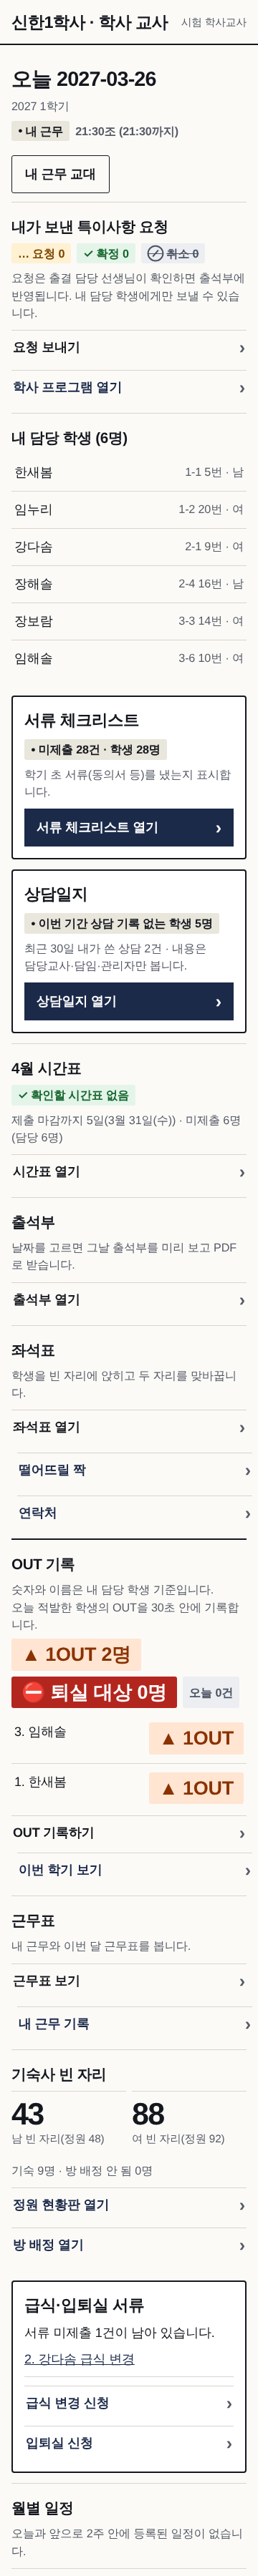 신한1학사 · 학사 교사
시험 학사교사
오늘 2027-03-26
2027 1학기
• 내 근무 21:30조 (21:30까지)
내 근무 교대
내가 보낸 특이사항 요청
… 요청 0 ✓ 확정 0 취소 0
요청은 출결 담당 선생님이 확인하면 출석부에
반영됩니다. 내 담당 학생에게만 보낼 수 있습
니다.
요청 보내기 ›
학사 프로그램 열기 ›
내 담당 학생 (6명)
한새봄 1-1 5번 · 남
임누리 1-2 20번 · 여
강다솜 2-1 9번 · 여
장해솔 2-4 16번 · 남
장보람 3-3 14번 · 여
임해솔 3-6 10번 · 여
서류 체크리스트
• 미제출 28건 · 학생 28명
학기 초 서류(동의서 등)를 냈는지 표시합
니다.
서류 체크리스트 열기 ›
상담일지
• 이번 기간 상담 기록 없는 학생 5명
최근 30일 내가 쓴 상담 2건 · 내용은
담당교사·담임·관리자만 봅니다.
상담일지 열기 ›
4월 시간표
✓ 확인할 시간표 없음
제출 마감까지 5일(3월 31일(수)) · 미제출 6명
(담당 6명)
시간표 열기 ›
출석부
날짜를 고르면 그날 출석부를 미리 보고 PDF
로 받습니다.
출석부 열기 ›
좌석표
학생을 빈 자리에 앉히고 두 자리를 맞바꿉니
다.
좌석표 열기 ›
떨어뜨릴 짝 ›
연락처 ›
OUT 기록
숫자와 이름은 내 담당 학생 기준입니다.
오늘 적발한 학생의 OUT을 30초 안에 기록합
니다.
▲ 1OUT 2명
⛔ 퇴실 대상 0명 오늘 0건
3. 임해솔 ▲ 1OUT
1. 한새봄 ▲ 1OUT
OUT 기록하기 ›
이번 학기 보기 ›
근무표
내 근무와 이번 달 근무표를 봅니다.
근무표 보기 ›
내 근무 기록 ›
기숙사 빈 자리
43 88
남 빈 자리(정원 48) 여 빈 자리(정원 92)
기숙 9명 · 방 배정 안 됨 0명
정원 현황판 열기 ›
방 배정 열기 ›
급식·입퇴실 서류
서류 미제출 1건이 남아 있습니다.
2. 강다솜 급식 변경
급식 변경 신청 ›
입퇴실 신청 ›
월별 일정
오늘과 앞으로 2주 안에 등록된 일정이 없습니
다.